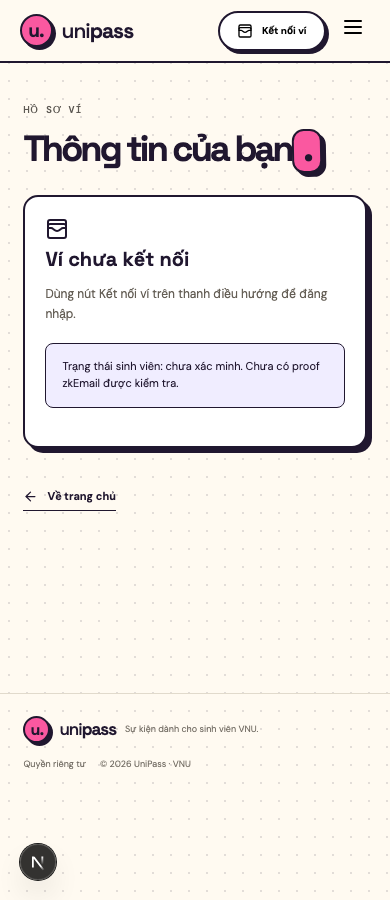 u. unipass
Kết nối ví
HỒ SƠ VÍ
Thông tin của bạn.
Ví chưa kết nối
Dùng nút Kết nối ví trên thanh điều hướng để đăng
nhập.
Trạng thái sinh viên: chưa xác minh. Chưa có proof
zkEmail được kiểm tra.
Về trang chủ
u. unipass Sự kiện dành cho sinh viên VNU.
Quyền riêng tư © 2026 UniPass · VNU
N